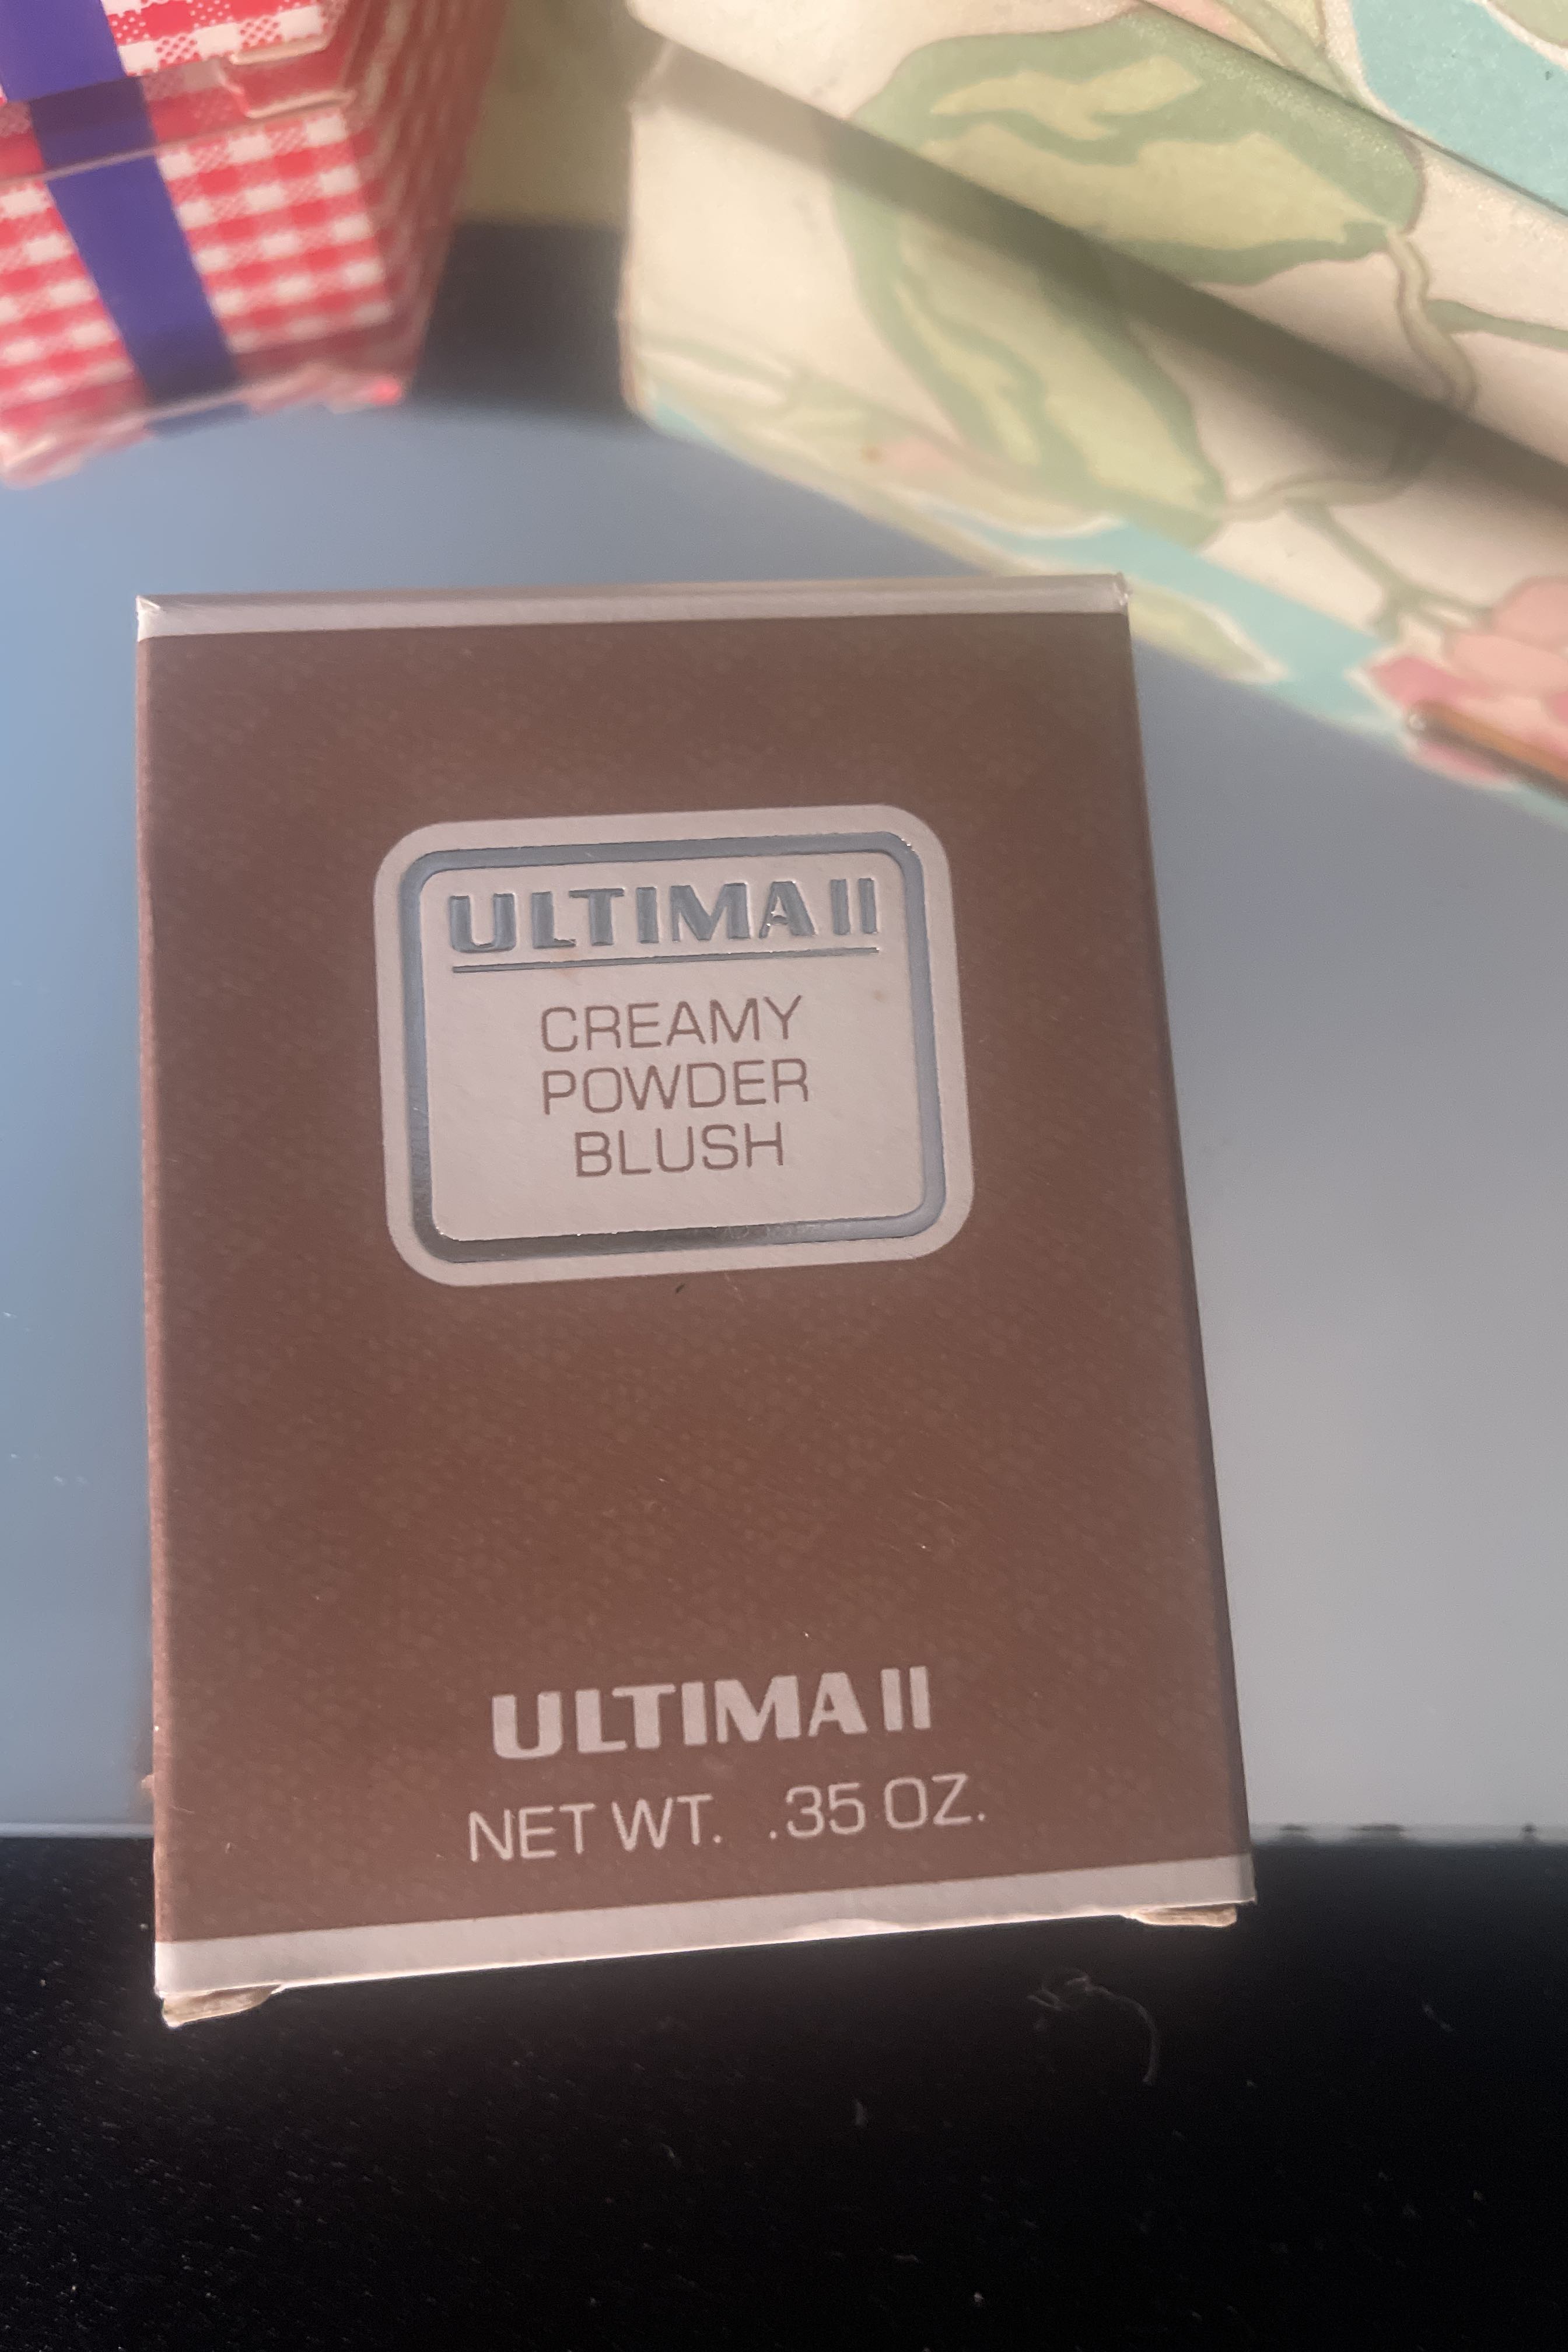 ULTIMA II
CREAMY
POWDER
BLUSH
ULTIMA II
NET WT. .35 OZ.